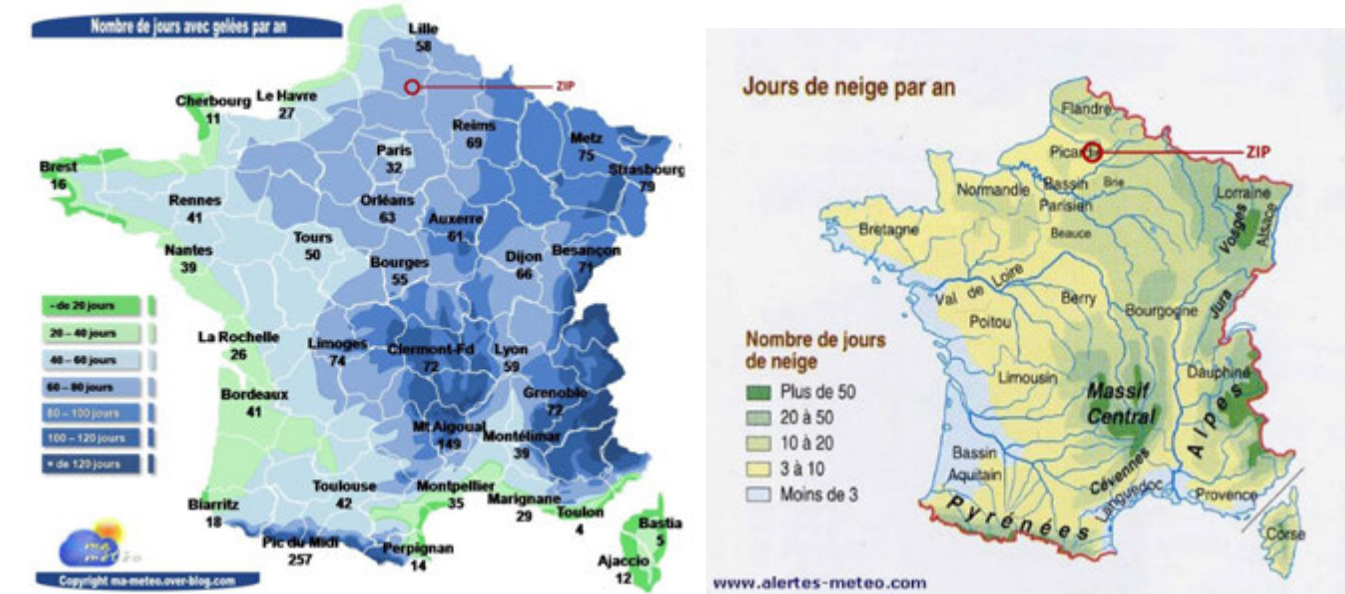 Nombre de jours avec gelées par an
Lille
58
ZIP
Cherbourg
11
Le Havre
27
Reims
69
Metz
75
Paris
32
Strasbourg
79
Brest
16
Rennes
41
Orléans
63
Auxerre
61
Tours
50
Nantes
39
Bourges
55
Dijon
66
Besançon
71
- de 20 jours
20 – 40 jours
40 – 60 jours
60 – 80 jours
80 – 100 jours
100 – 120 jours
+ de 120 jours
La Rochelle
26
Limoges
74
Clermont-Fd
72
Lyon
59
Bordeaux
41
Grenoble
72
Mt Aigoual
149
Montélimar
39
Toulouse
42
Montpellier
35
Marignane
29
Toulon
4
Biarritz
18
Bastia
5
Pic du Midi
257
Perpignan
14
Ajaccio
12
ma
météo
Copyright ma-meteo.over-blog.com
Jours de neige par an
Flandre
Picardie
ZIP
Normandie
Bassin
Parisien
Brie
Lorraine
Vosges
Alsace
Bretagne
Beauce
Val de Loire
Berry
Bourgogne
Jura
Poitou
Nombre de jours
de neige
Plus de 50
20 à 50
10 à 20
3 à 10
Moins de 3
Limousin
Massif
Central
Dauphiné
Alpes
Bassin
Aquitain
Cévennes
Languedoc
Provence
Pyrénées
Corse
www.alertes-meteo.com